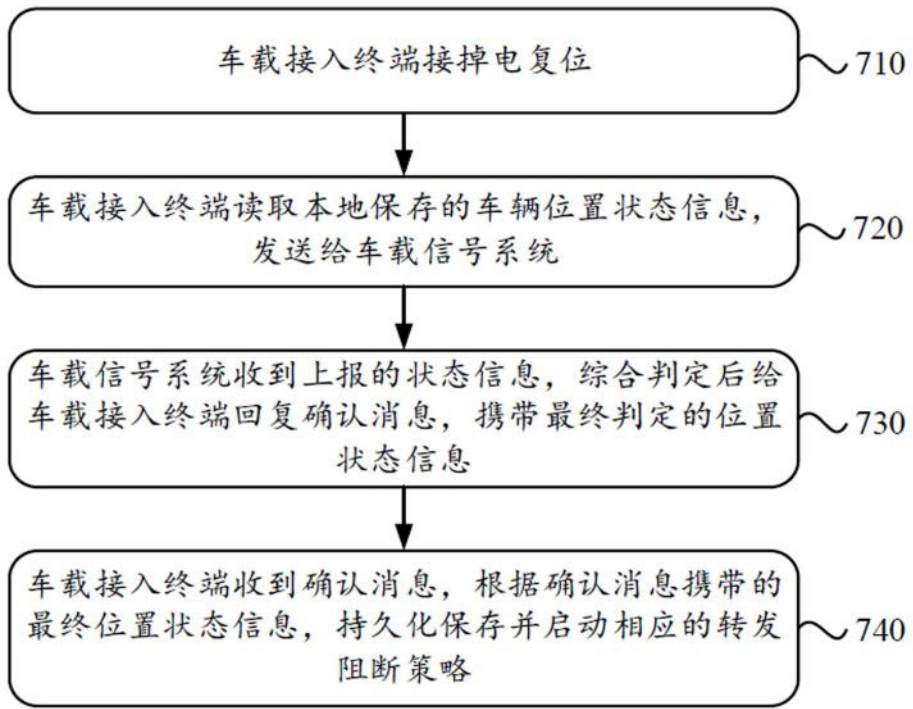 车载接入终端接掉电复位
710
车载接入终端读取本地保存的车辆位置状态信息，
发送给车载信号系统
720
车载信号系统收到上报的状态信息，综合判定后给
车载接入终端回复确认消息，携带最终判定的位置
状态信息
730
车载接入终端收到确认消息，根据确认消息携带的
最终位置状态信息，持久化保存并启动相应的转发
阻断策略
740